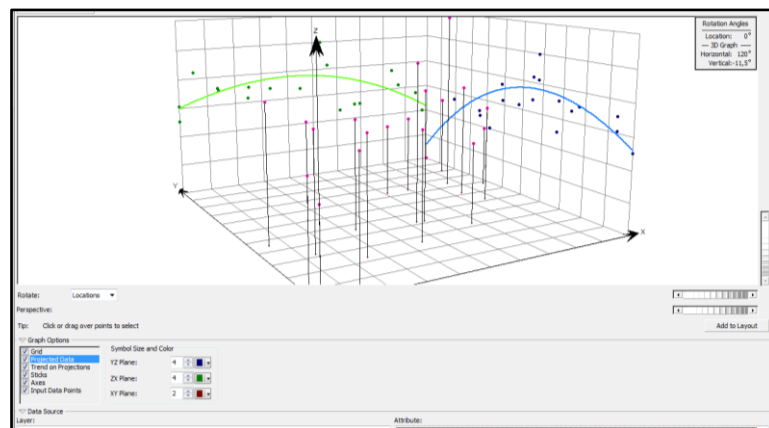 Rotation Angles
Location: 0°
— 3D Graph —
Horizontal: 120°
Vertical:-11,5°
Z
Y
X
Rotate: Locations
Perspective:
Tip: Click or drag over points to select
Add to Layout
Graph Options
Grid
Projected Data
Trend on Projections
Sticks
Axes
Input Data Points
Symbol Size and Color
YZ Plane: 4
ZX Plane: 4
XY Plane: 2
Data Source
Layer: Attribute: